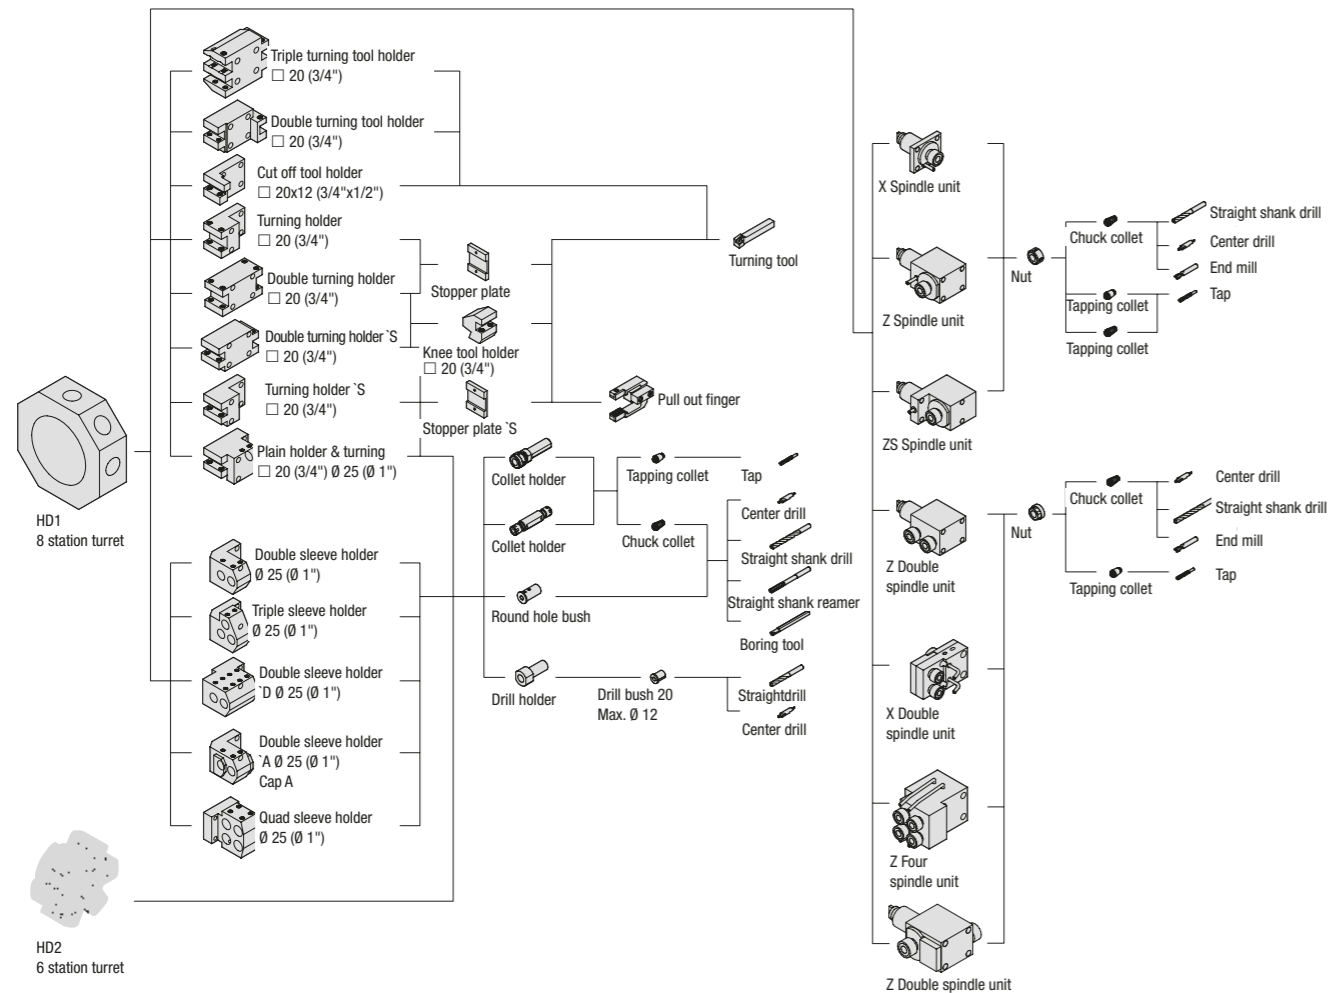 Triple turning tool holder
☐ 20 (3/4")
Double turning tool holder
☐ 20 (3/4")
Cut off tool holder
☐ 20x12 (3/4"x1/2")
Turning holder
☐ 20 (3/4")
Double turning holder
☐ 20 (3/4")
Double turning holder `S
☐ 20 (3/4")
Turning holder `S
☐ 20 (3/4")
Plain holder & turning
☐ 20 (3/4") Ø 25 (Ø 1")
HD1
8 station turret
Double sleeve holder
Ø 25 (Ø 1")
Triple sleeve holder
Ø 25 (Ø 1")
Double sleeve holder
`D Ø 25 (Ø 1")
Double sleeve holder
`A Ø 25 (Ø 1")
Cap A
Quad sleeve holder
Ø 25 (Ø 1")
HD2
6 station turret
Stopper plate
Knee tool holder
☐ 20 (3/4")
Stopper plate `S
Turning tool
Pull out finger
Collet holder
Collet holder
Round hole bush
Drill holder
Tapping collet
Chuck collet
Drill bush 20
Max. Ø 12
Tap
Center drill
Straight shank drill
Straight shank reamer
Boring tool
Straightdrill
Center drill
X Spindle unit
Z Spindle unit
ZS Spindle unit
Z Double
spindle unit
X Double
spindle unit
Z Four
spindle unit
Z Double spindle unit
Nut
Chuck collet
Tapping collet
Tapping collet
Straight shank drill
Center drill
End mill
Tap
Nut
Chuck collet
Tapping collet
Center drill
Straight shank drill
End mill
Tap